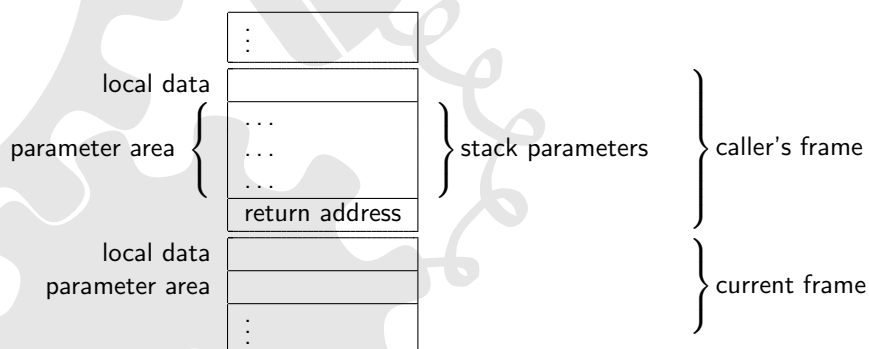 ⋮
local data
parameter area
...
...
...
stack parameters
caller's frame
return address
local data
parameter area
current frame
⋮